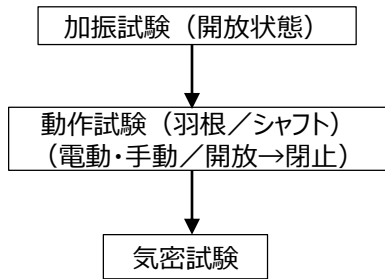 加振試験（開放状態）
動作試験（羽根／シャフト）
（電動・手動／開放→閉止）
気密試験